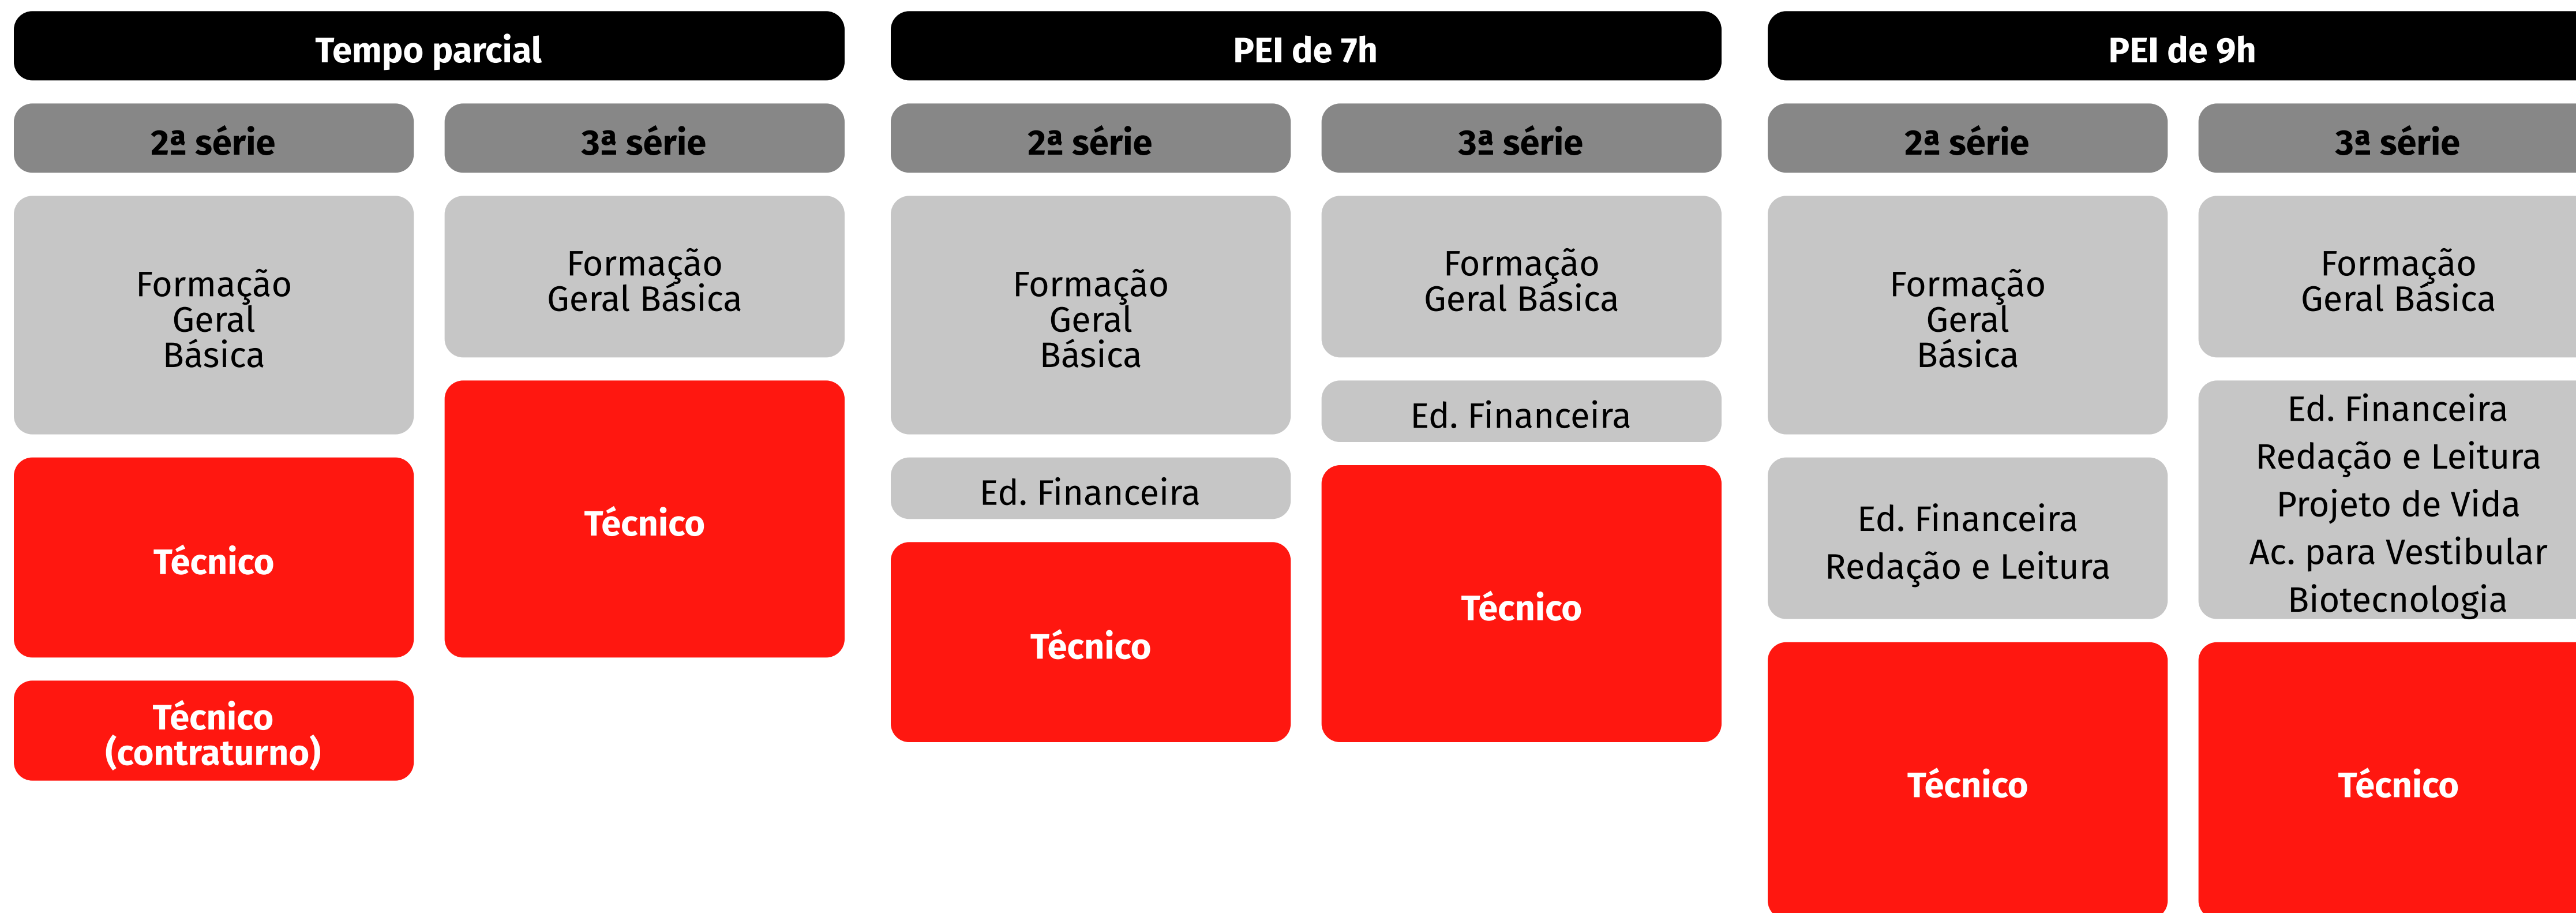 Tempo parcial
2ª série
3ª série
Formação
Geral
Básica
Técnico
Técnico
(contraturno)
Formação
Geral Básica
Técnico
PEI de 7h
2ª série
3ª série
Formação
Geral
Básica
Ed. Financeira
Técnico
Formação
Geral Básica
Ed. Financeira
Técnico
PEI de 9h
2ª série
3ª série
Formação
Geral
Básica
Ed. Financeira
Redação e Leitura
Técnico
Formação
Geral Básica
Ed. Financeira
Redação e Leitura
Projeto de Vida
Ac. para Vestibular
Biotecnologia
Técnico